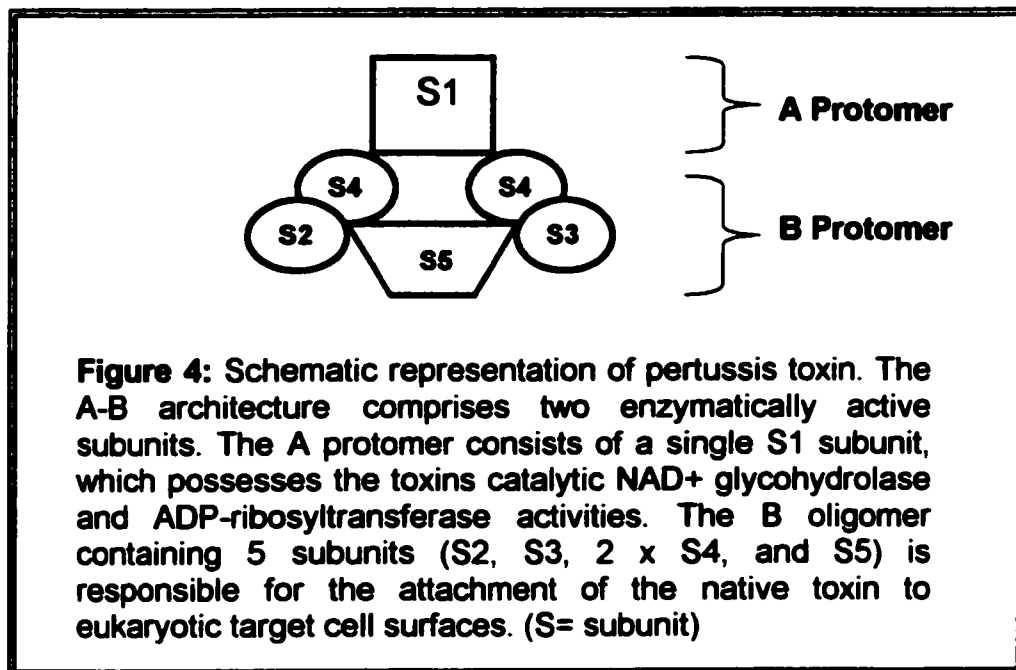 S1
A Protomer
S4 S4
S2 S3
B Protomer
S5
Figure 4: Schematic representation of pertussis toxin. The
A-B architecture comprises two enzymatically active
subunits. The A protomer consists of a single S1 subunit,
which possesses the toxins catalytic NAD+ glycohydrolase
and ADP-ribosyltransferase activities. The B oligomer
containing 5 subunits (S2, S3, 2 x S4, and S5) is
responsible for the attachment of the native toxin to
eukaryotic target cell surfaces. (S= subunit)